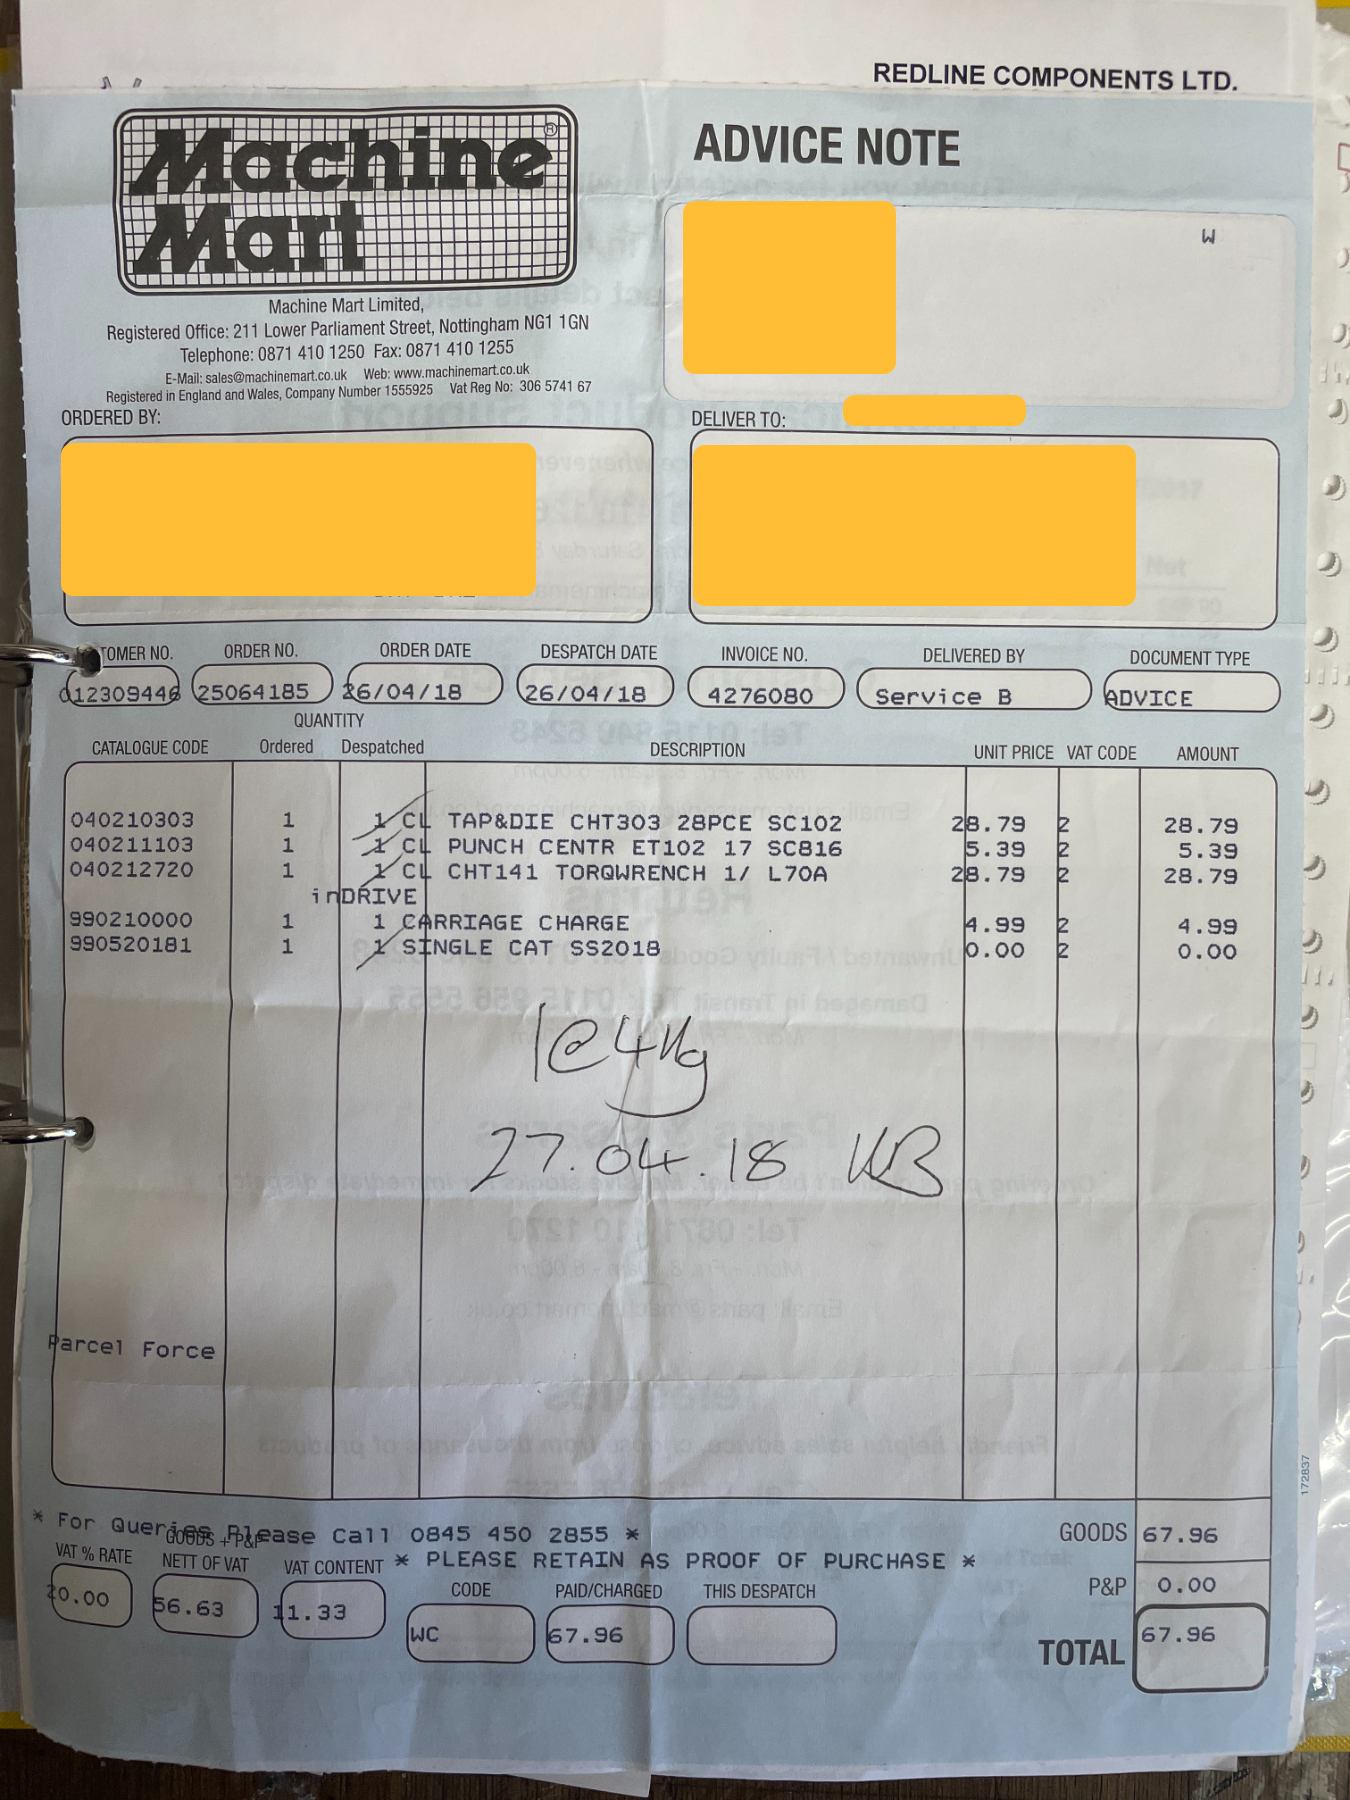 REDLINE COMPONENTS LTD.
Machine Mart ®
ADVICE NOTE
W
Machine Mart Limited,
Registered Office: 211 Lower Parliament Street, Nottingham NG1 1GN
Telephone: 0871 410 1250 Fax: 0871 410 1255
E-Mail: sales@machinemart.co.uk Web: www.machinemart.co.uk
Registered in England and Wales, Company Number 1555925 Vat Reg No: 306 5741 67
ORDERED BY:
DELIVER TO:
TOMER NO. ORDER NO. ORDER DATE DESPATCH DATE INVOICE NO. DELIVERED BY DOCUMENT TYPE
012309446 25064185 26/04/18 26/04/18 4276080 Service B ADVICE
QUANTITY
CATALOGUE CODE Ordered Despatched DESCRIPTION UNIT PRICE VAT CODE AMOUNT
040210303 1 1 CL TAP&DIE CHT303 28PCE SC102 28.79 2 28.79
040211103 1 1 CL PUNCH CENTR ET102 17 SC816 5.39 2 5.39
040212720 1 1 CL CHT141 TORQWRENCH 1/ L70A 28.79 2 28.79
inDRIVE
990210000 1 1 CARRIAGE CHARGE 4.99 2 4.99
990520181 1 1 SINGLE CAT SS2018 0.00 2 0.00
1@4Kg
27.04.18 KB
Parcel Force
172837
* For Queries Please Call 0845 450 2855 *
GOODS 67.96
GOODS + P&P
VAT % RATE NETT OF VAT VAT CONTENT * PLEASE RETAIN AS PROOF OF PURCHASE *
P&P 0.00
CODE PAID/CHARGED THIS DESPATCH
20.00 56.63 11.33 WC 67.96
TOTAL 67.96